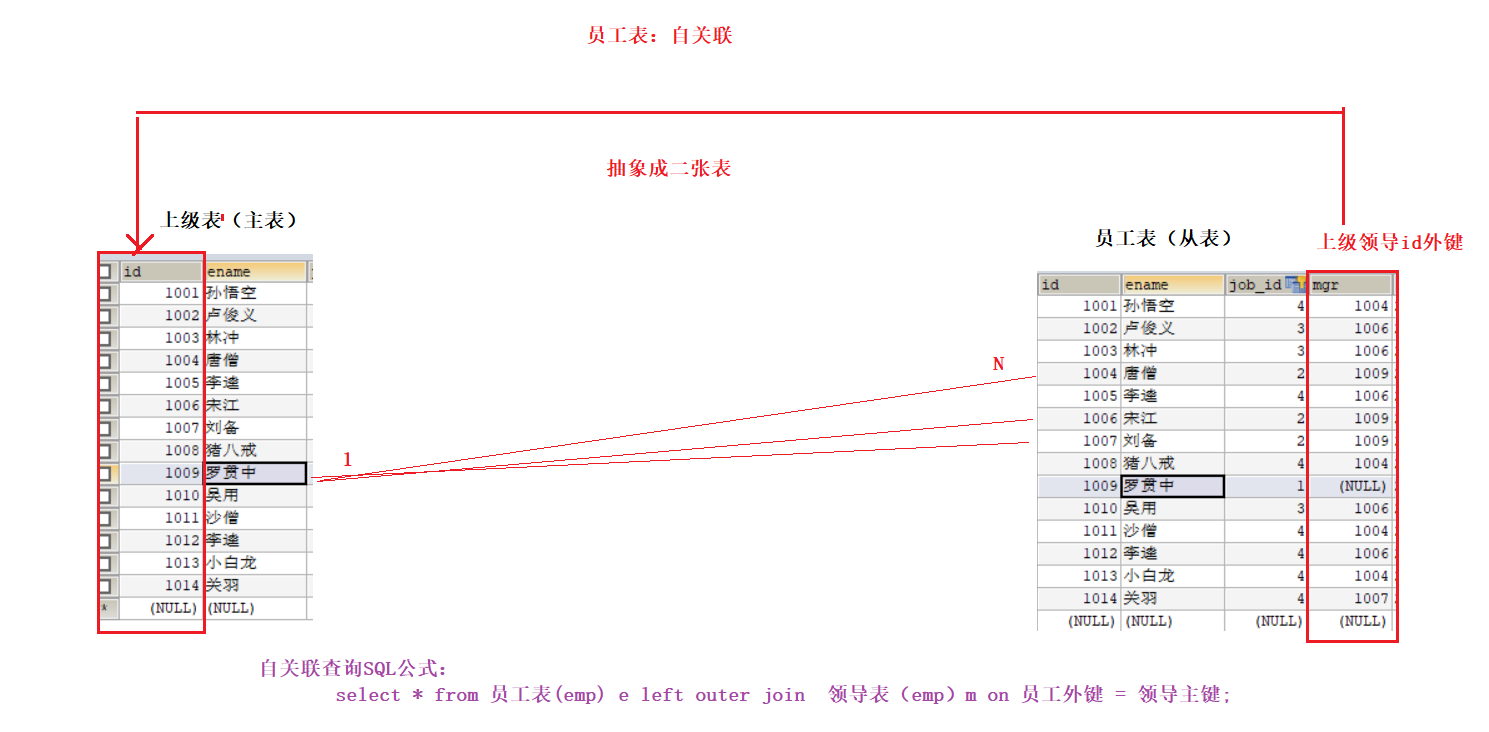 员工表：自关联
抽象成二张表
上级表（主表）
员工表（从表）
上级领导id外键
id ename
1001 孙悟空
1002 卢俊义
1003 林冲
1004 唐僧
1005 李逵
1006 宋江
1007 刘备
1008 猪八戒
1009 罗贯中
1010 吴用
1011 沙僧
1012 李逵
1013 小白龙
1014 关羽
* (NULL) (NULL)
1
N
id ename job_id mgr
1001 孙悟空 4 1004
1002 卢俊义 3 1006
1003 林冲 3 1006
1004 唐僧 2 1009
1005 李逵 4 1006
1006 宋江 2 1009
1007 刘备 2 1009
1008 猪八戒 4 1004
1009 罗贯中 1 (NULL)
1010 吴用 3 1006
1011 沙僧 4 1004
1012 李逵 4 1006
1013 小白龙 4 1004
1014 关羽 4 1007
(NULL) (NULL) (NULL) (NULL)
自关联查询SQL公式：
select * from 员工表(emp) e left outer join 领导表（emp）m on 员工外键 = 领导主键;